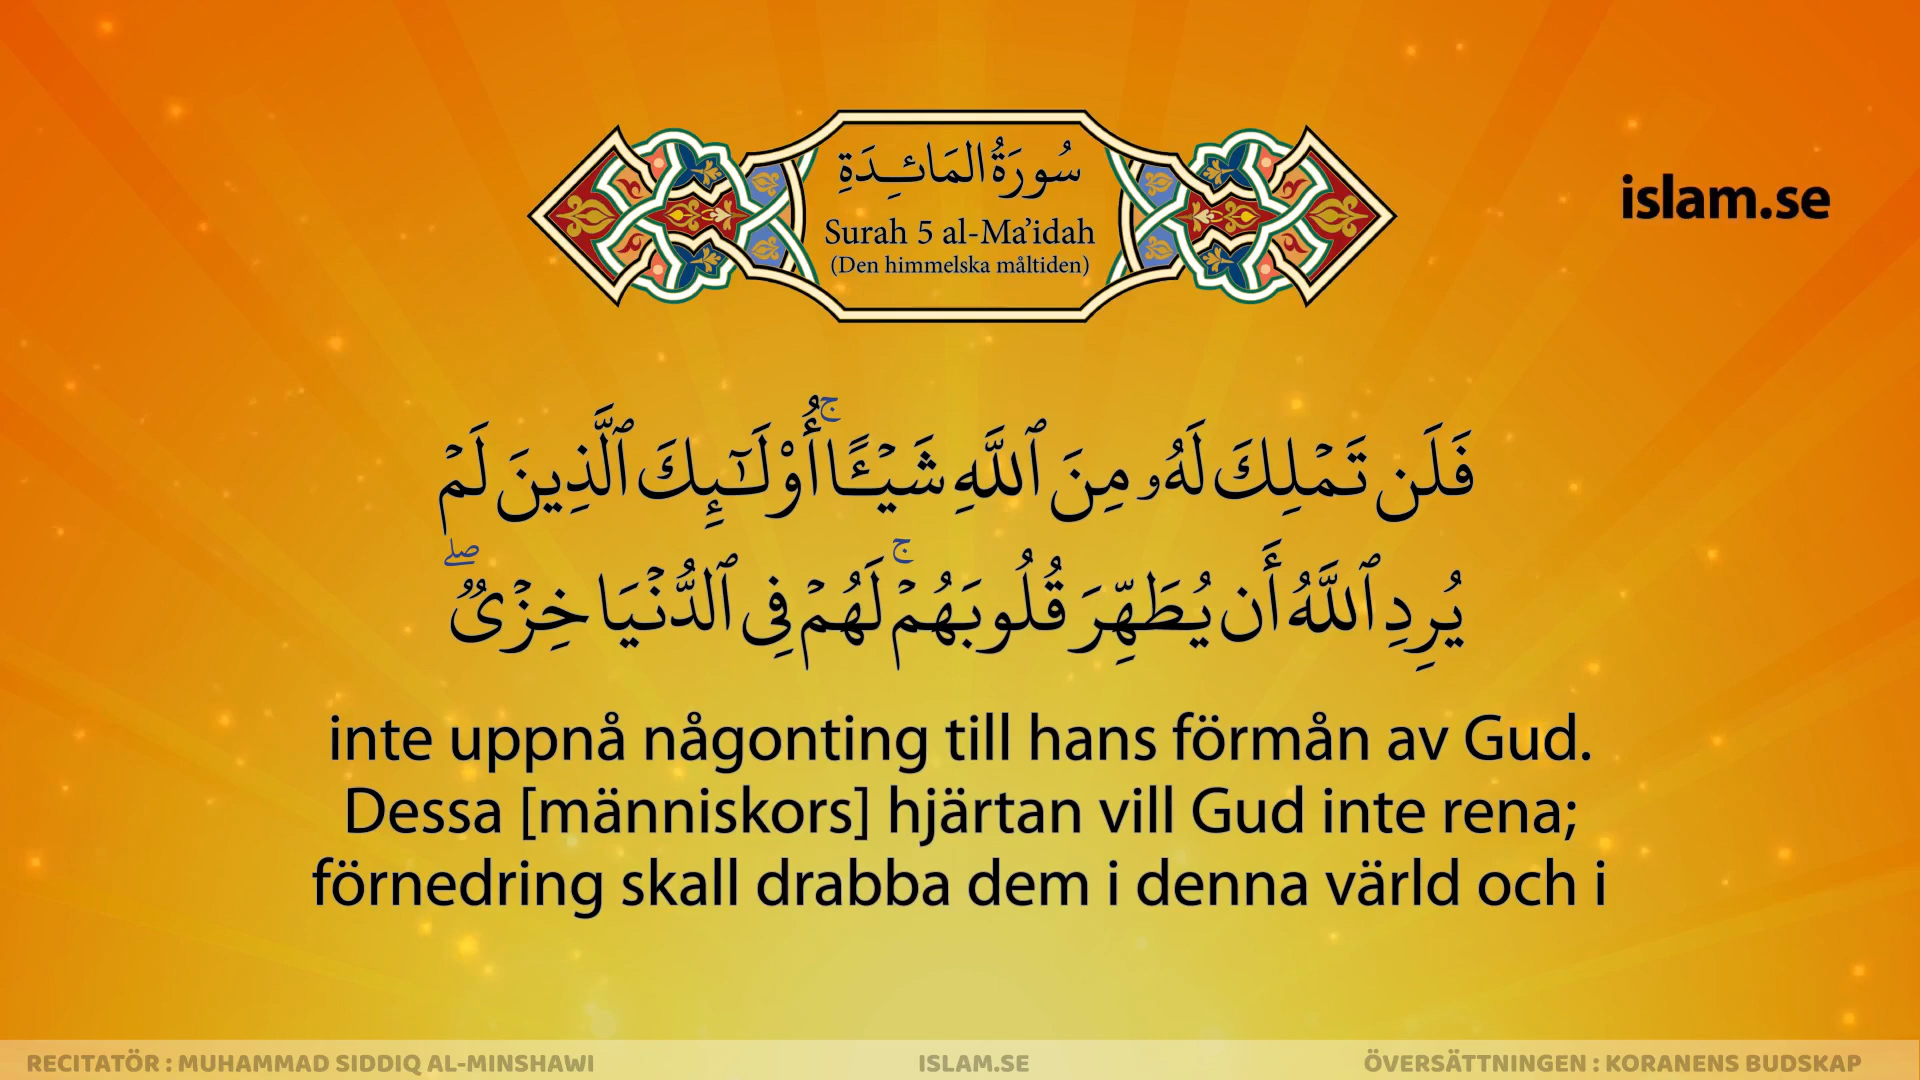 سُورَةُ المَائِدَةِ
Surah 5 al-Ma’idah
(Den himmelska måltiden)
islam.se
فَلَن تَمْلِكَ لَهُۥ مِنَ ٱللَّهِ شَيْـًٔا ۚ أُو۟لَـٰٓئِكَ ٱلَّذِينَ لَمْ
يُرِدِ ٱللَّهُ أَن يُطَهِّرَ قُلُوبَهُمْ ۚ لَهُمْ فِى ٱلدُّنْيَا خِزْىٌ ۖ
inte uppnå någonting till hans förmån av Gud.
Dessa [människors] hjärtan vill Gud inte rena;
förnedring skall drabba dem i denna värld och i
RECITATÖR : MUHAMMAD SIDDIQ AL-MINSHAWI
ISLAM.SE
ÖVERSÄTTNINGEN : KORANENS BUDSKAP